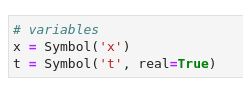 # variables
x = Symbol('x')
t = Symbol('t', real=True)